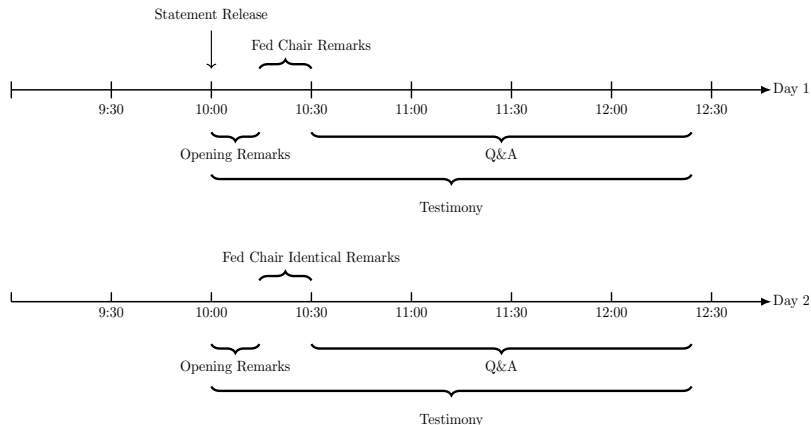 Statement Release
Fed Chair Remarks
Day 1
9:30 10:00 10:30 11:00 11:30 12:00 12:30
Opening Remarks Q&A
Testimony
Fed Chair Identical Remarks
Day 2
9:30 10:00 10:30 11:00 11:30 12:00 12:30
Opening Remarks Q&A
Testimony